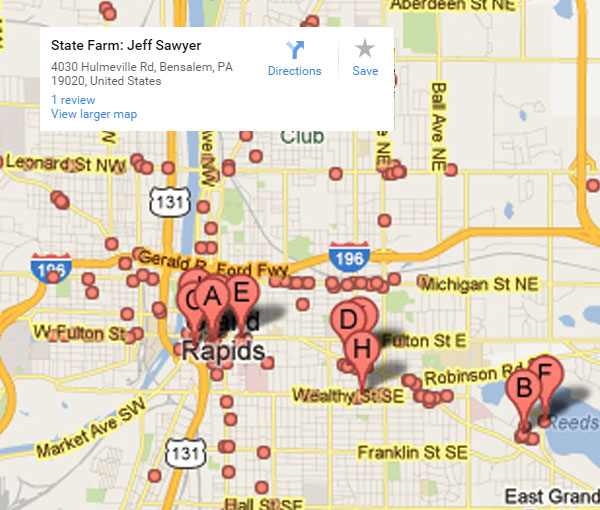 Aberdeen St NE
State Farm: Jeff Sawyer
4030 Hulmeville Rd, Bensalem, PA
19020, United States
1 review
View larger map
Directions
Save
Club
NE
Ball Ave NE
Leonard St NW
NW
131
196
Gerald R Ford Fwy
196
Michigan St NE
A
E
D
W Fulton St
Rapids
H
Fulton St E
Wealthy St SE
Robinson Rd
B
F
Reeds
Market Ave SW
131
Franklin St SE
Hall St SE
East Grand